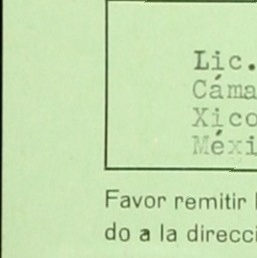 Lic.
Cáma
Xico
Méxi
Favor remitir
do a la direcci